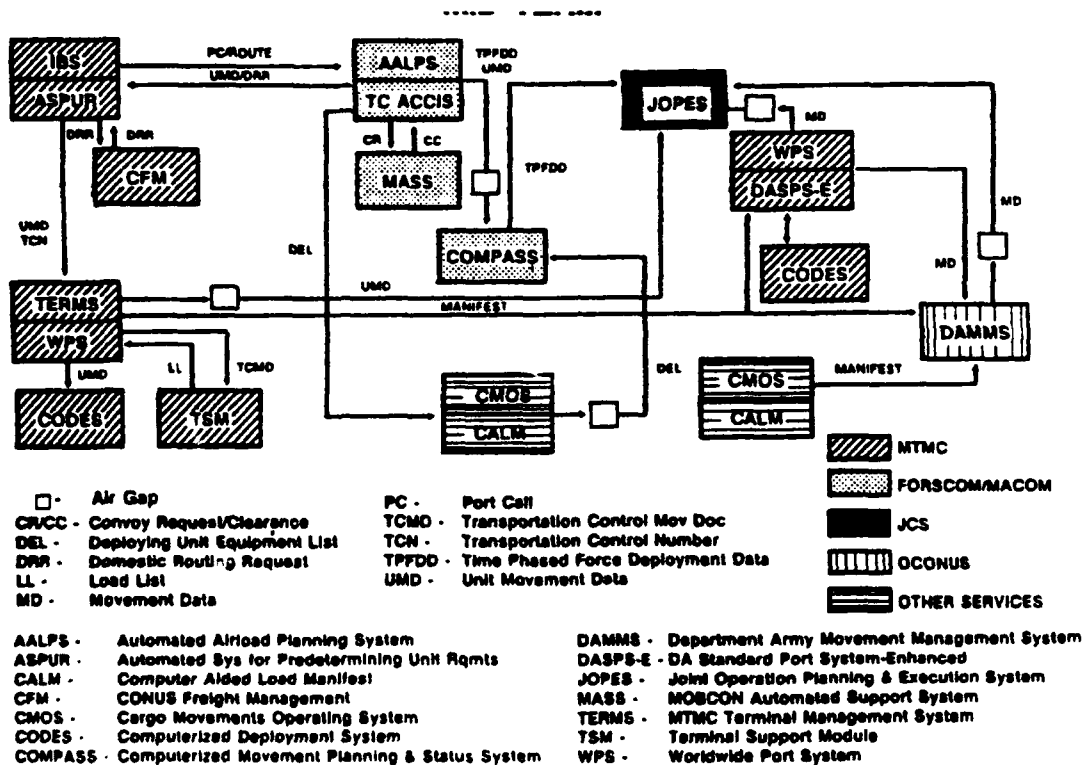 IBS
ASPUR
PC/ROUTE
UMD/DRR
AALPS
TC ACCIS
TPFDD
UMD
JOPES
MD
WPS
DASPS-E
DRR
DRR
CFM
CR
CC
MASS
TPFDD
MD
UMD
TCN
DEL
COMPASS
CODES
MD
TERMS
WPS
UMD
MANIFEST
DAMMS
UMD
LL
TCMD
DEL
CMOS
CALM
MANIFEST
CODES
TSM
CMOS
CALM
MTMC
FORSCOM/MACOM
JCS
OCONUS
OTHER SERVICES
- Air Gap
CR/CC - Convoy Request/Clearance
DEL - Deploying Unit Equipment List
DRR - Domestic Routing Request
LL - Load List
MD - Movement Data
PC - Port Call
TCMD - Transportation Control Mov Doc
TCN - Transportation Control Number
TPFDD - Time Phased Force Deployment Data
UMD - Unit Movement Data
AALPS - Automated Airload Planning System
ASPUR - Automated Sys for Predetermining Unit Rqmts
CALM - Computer Aided Load Manifest
CFM - CONUS Freight Management
CMOS - Cargo Movements Operating System
CODES - Computerized Deployment System
COMPASS - Computerized Movement Planning & Status System
DAMMS - Department Army Movement Management System
DASPS-E - DA Standard Port System-Enhanced
JOPES - Joint Operation Planning & Execution System
MASS - MOBCON Automated Support System
TERMS - MTMC Terminal Management System
TSM - Terminal Support Module
WPS - Worldwide Port System